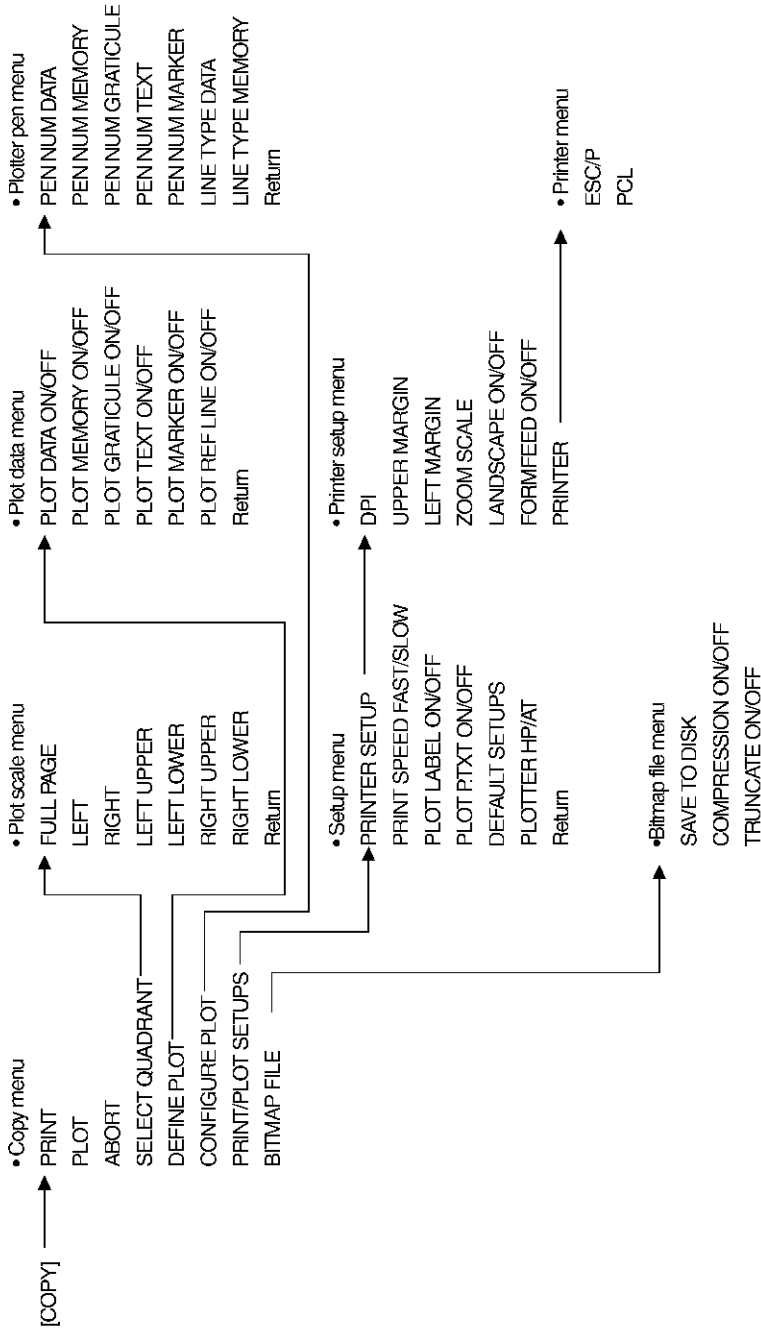 [COPY]
• Copy menu
PRINT
PLOT
ABORT
SELECT QUADRANT
DEFINE PLOT
CONFIGURE PLOT
PRINT/PLOT SETUPS
BITMAP FILE
• Plot scale menu
FULL PAGE
LEFT
RIGHT
LEFT UPPER
LEFT LOWER
RIGHT UPPER
RIGHT LOWER
Return
• Plot data menu
PLOT DATA ON/OFF
PLOT MEMORY ON/OFF
PLOT GRATICULE ON/OFF
PLOT TEXT ON/OFF
PLOT MARKER ON/OFF
PLOT REF LINE ON/OFF
Return
• Plotter pen menu
PEN NUM DATA
PEN NUM MEMORY
PEN NUM GRATICULE
PEN NUM TEXT
PEN NUM MARKER
LINE TYPE DATA
LINE TYPE MEMORY
Return
• Setup menu
PRINTER SETUP
PRINT SPEED FAST/SLOW
PLOT LABEL ON/OFF
PLOT P.TXT ON/OFF
DEFAULT SETUPS
PLOTTER HP/AT
Return
• Printer setup menu
DPI
UPPER MARGIN
LEFT MARGIN
ZOOM SCALE
LANDSCAPE ON/OFF
FORMFEED ON/OFF
PRINTER
• Printer menu
ESC/P
PCL
•Bitmap file menu
SAVE TO DISK
COMPRESSION ON/OFF
TRUNCATE ON/OFF